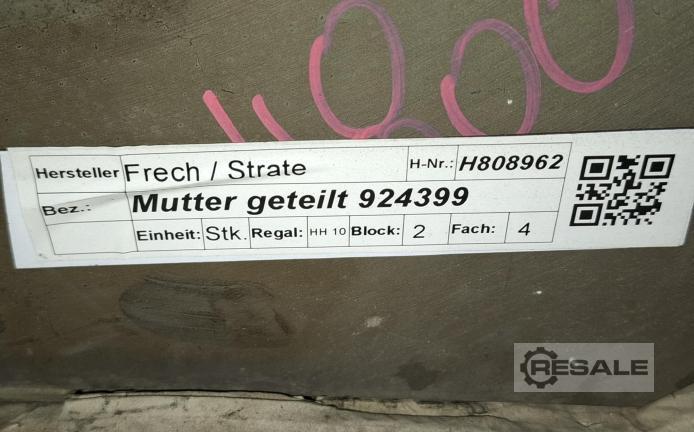 Hersteller Frech / Strate H-Nr.: H808962
Bez.: Mutter geteilt 924399
Einheit: Stk. Regal: HH 10 Block: 2 Fach: 4
RESALE